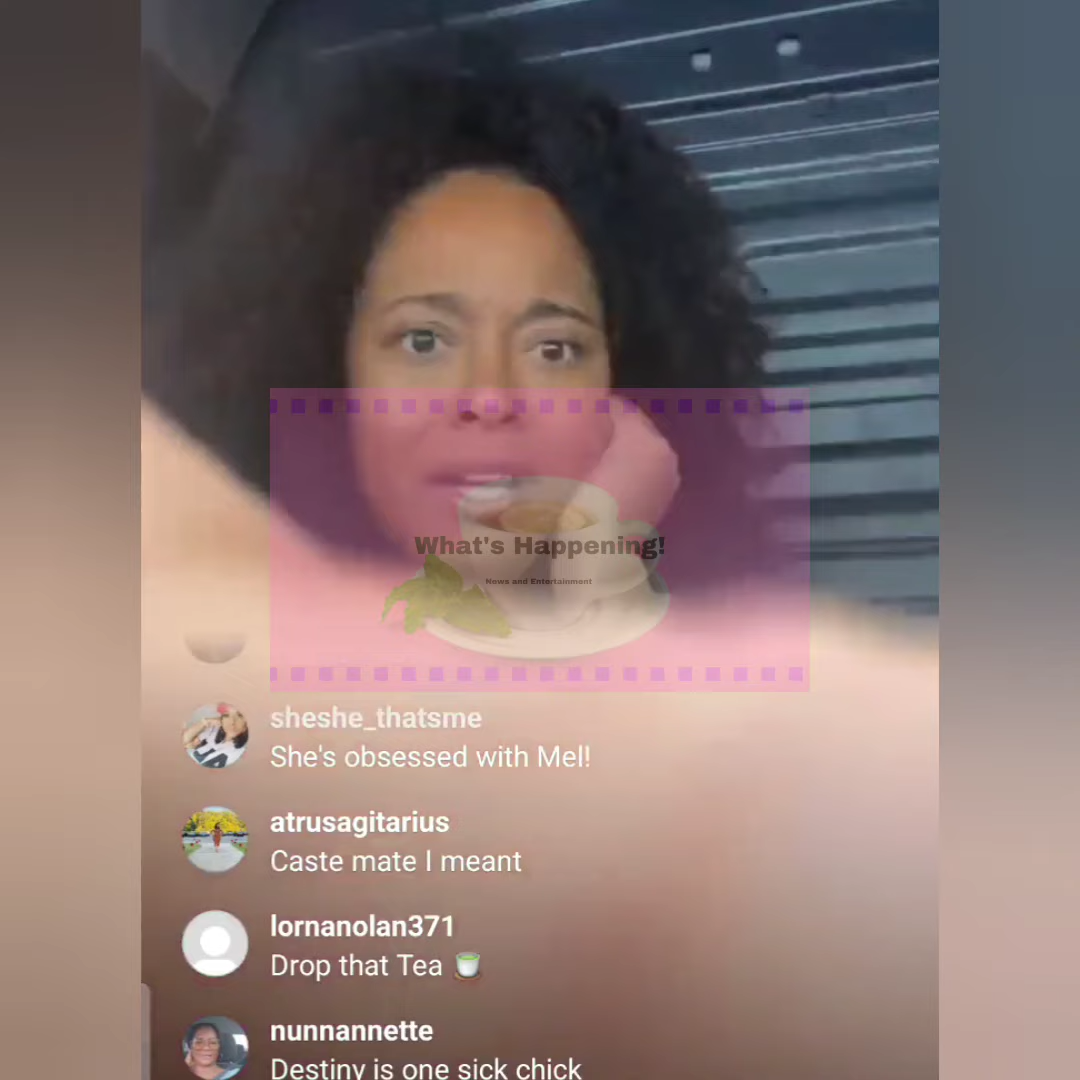 What's Happening!
News and Entertainment
sheshe_thatsme
She's obsessed with Mel!
atrusagitarius
Caste mate I meant
lornanolan371
Drop that Tea 🍵
nunnannette
Destiny is one sick chick